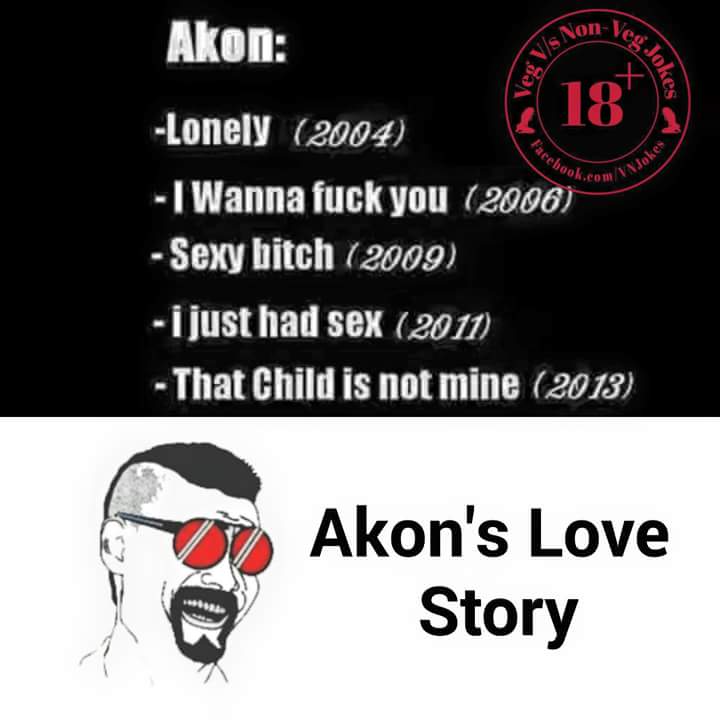 Akon:
Veg V/s Non-Veg Jokes
18+
Facebook.com/VNJokes
-Lonely (2004)
- I Wanna fuck you (2006)
- Sexy bitch (2009)
- i just had sex (2011)
- That Child is not mine (2013)
Akon's Love
Story